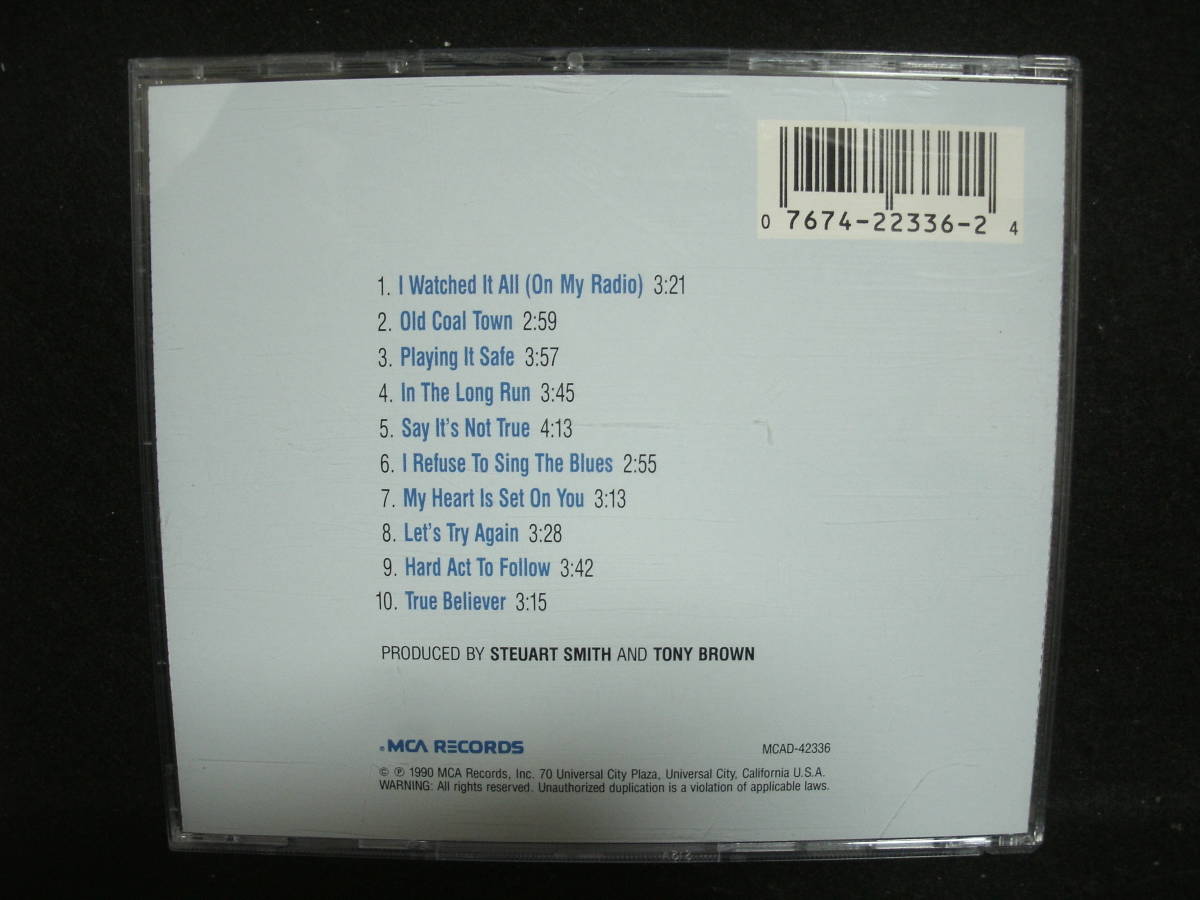 0 7674-22336-2 4
1. I Watched It All (On My Radio) 3:21
2. Old Coal Town 2:59
3. Playing It Safe 3:57
4. In The Long Run 3:45
5. Say It's Not True 4:13
6. I Refuse To Sing The Blues 2:55
7. My Heart Is Set On You 3:13
8. Let's Try Again 3:28
9. Hard Act To Follow 3:42
10. True Believer 3:15
PRODUCED BY STEUART SMITH AND TONY BROWN
MCA RECORDS
MCAD-42336
© ℗ 1990 MCA Records, Inc. 70 Universal City Plaza, Universal City, California U.S.A.
WARNING: All rights reserved. Unauthorized duplication is a violation of applicable laws.